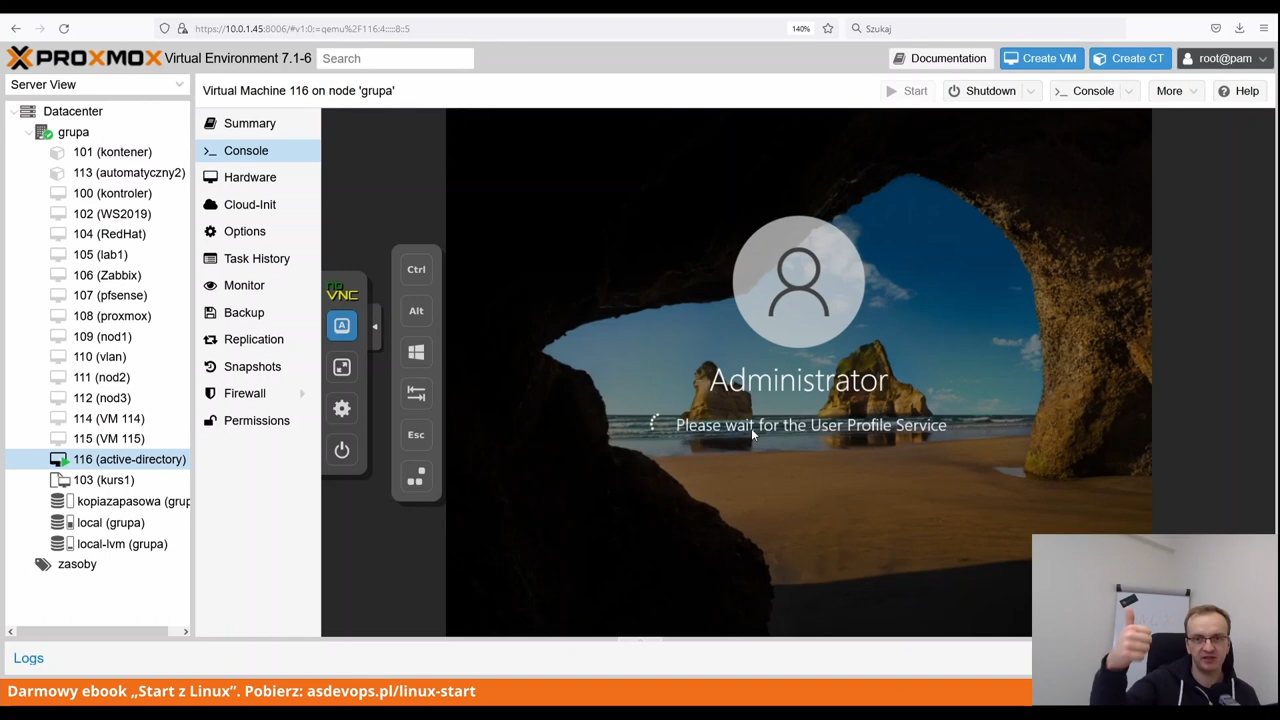 https://10.0.1.45:8006/#v1:0:=qemu%2F116:4:::::8::5
140%
Szukaj
PROXMOX Virtual Environment 7.1-6
Search
Documentation
Create VM
Create CT
root@pam
Server View
Virtual Machine 116 on node 'grupa'
Start
Shutdown
Console
More
Help
Datacenter
grupa
101 (kontener)
113 (automatyczny2)
100 (kontroler)
102 (WS2019)
104 (RedHat)
105 (lab1)
106 (Zabbix)
107 (pfsense)
108 (proxmox)
109 (nod1)
110 (vlan)
111 (nod2)
112 (nod3)
114 (VM 114)
115 (VM 115)
116 (active-directory)
103 (kurs1)
kopiazapasowa (grup
local (grupa)
local-lvm (grupa)
zasoby
Summary
Console
Hardware
Cloud-Init
Options
Task History
Monitor
Backup
Replication
Snapshots
Firewall
Permissions
no
VNC
A
Ctrl
Alt
Esc
Administrator
Please wait for the User Profile Service
Logs
Darmowy ebook „Start z Linux”. Pobierz: asdevops.pl/linux-start